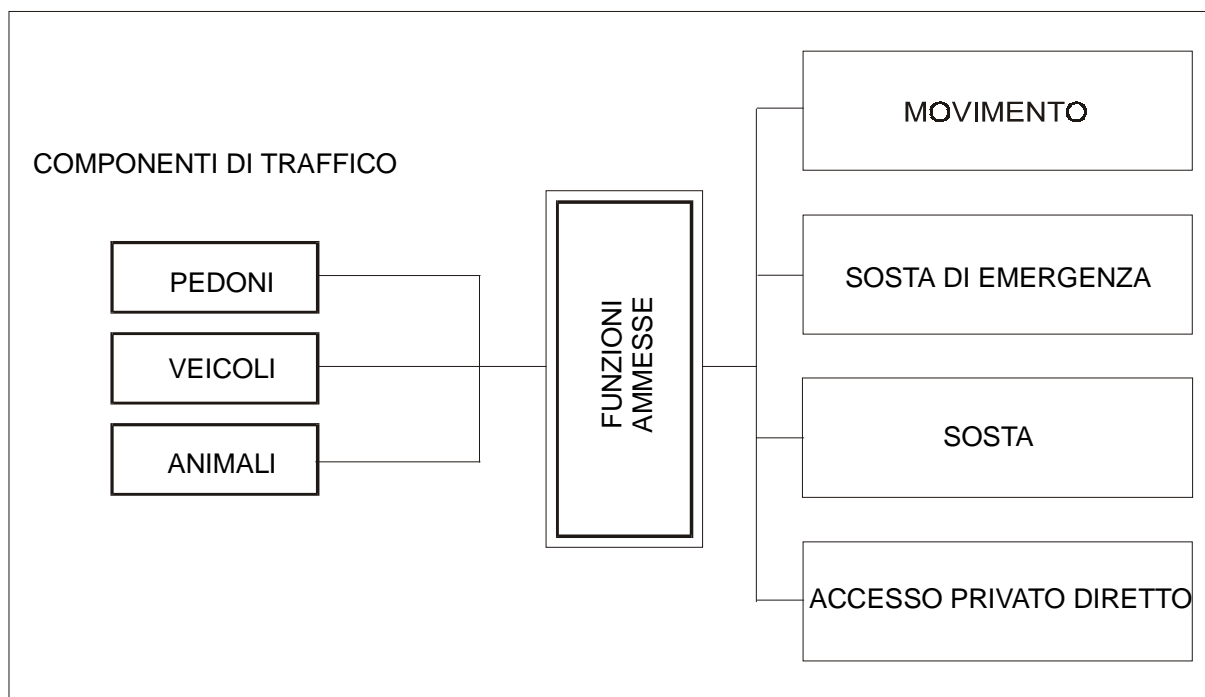 COMPONENTI DI TRAFFICO
PEDONI
VEICOLI
ANIMALI
FUNZIONI
AMMESSE
MOVIMENTO
SOSTA DI EMERGENZA
SOSTA
ACCESSO PRIVATO DIRETTO